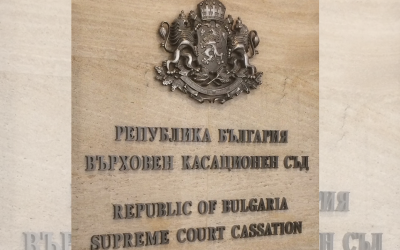 РЕПУБЛИКА БЪЛГАРИЯ
ВЪРХОВЕН КАСАЦИОНЕН СЪД
REPUBLIC OF BULGARIA
SUPREME COURT CASSATION